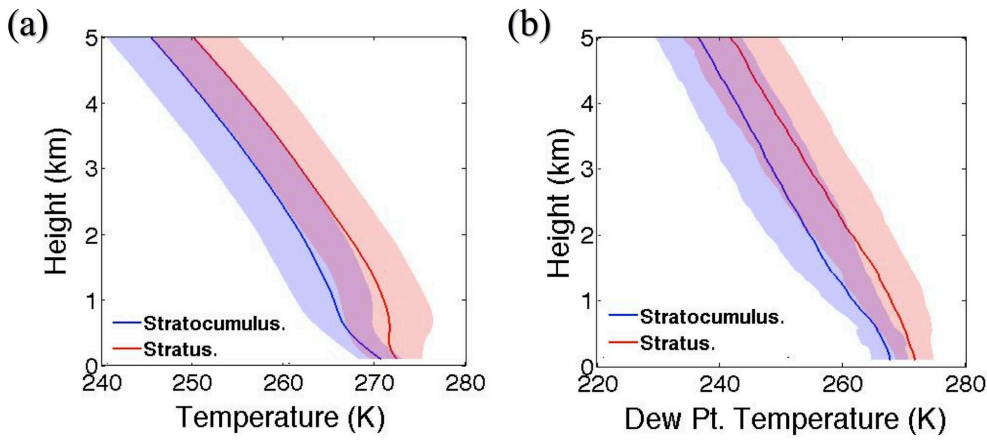 (a)
5
4
3
2
1
0
Height (km)
Stratocumulus.
Stratus.
240 250 260 270 280
Temperature (K)
(b)
5
4
3
2
1
0
Height (km)
Stratocumulus.
Stratus.
220 240 260 280
Dew Pt. Temperature (K)